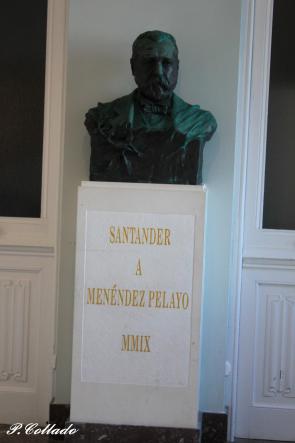 SANTANDER
A
MENÉNDEZ PELAYO
MMIX
P.Collado